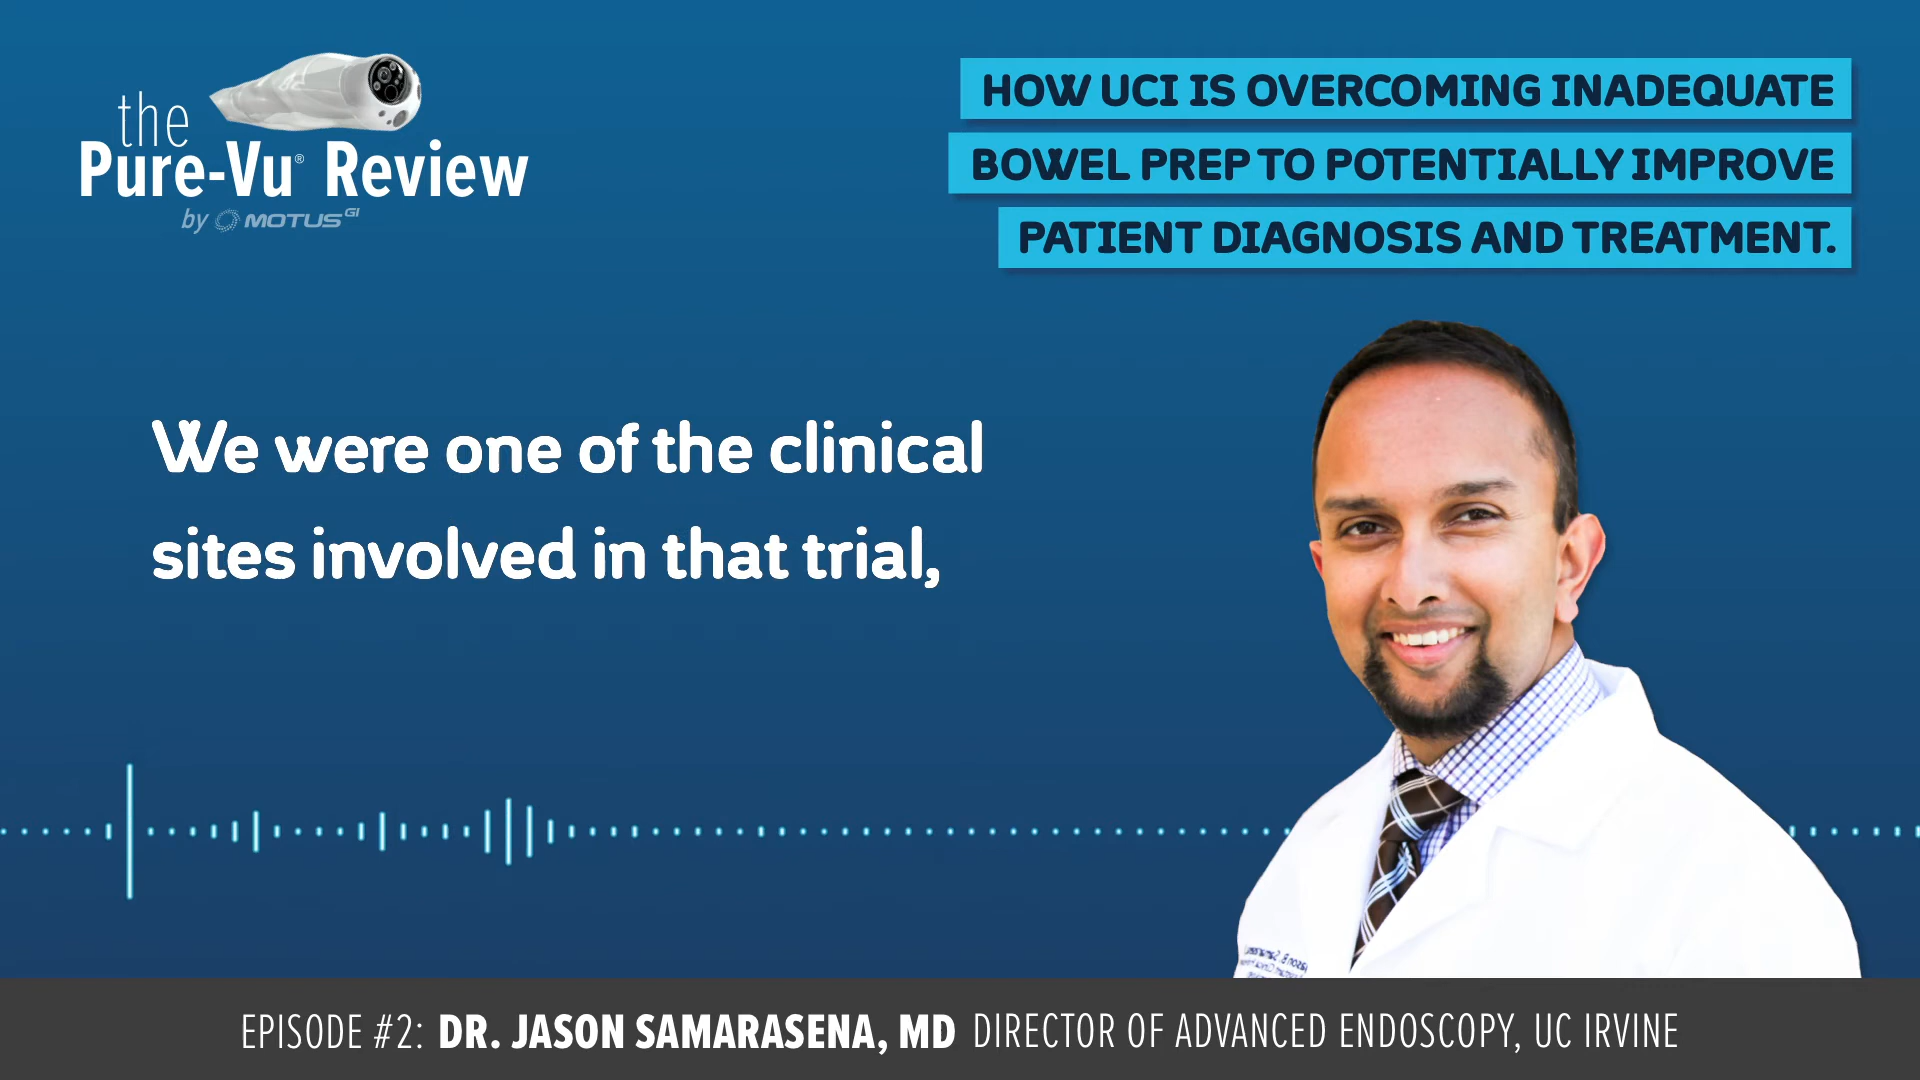 the
Pure-Vu® Review
by MOTUS GI
HOW UCI IS OVERCOMING INADEQUATE
BOWEL PREP TO POTENTIALLY IMPROVE
PATIENT DIAGNOSIS AND TREATMENT.
We were one of the clinical
sites involved in that trial,
EPISODE #2: DR. JASON SAMARASENA, MD DIRECTOR OF ADVANCED ENDOSCOPY, UC IRVINE